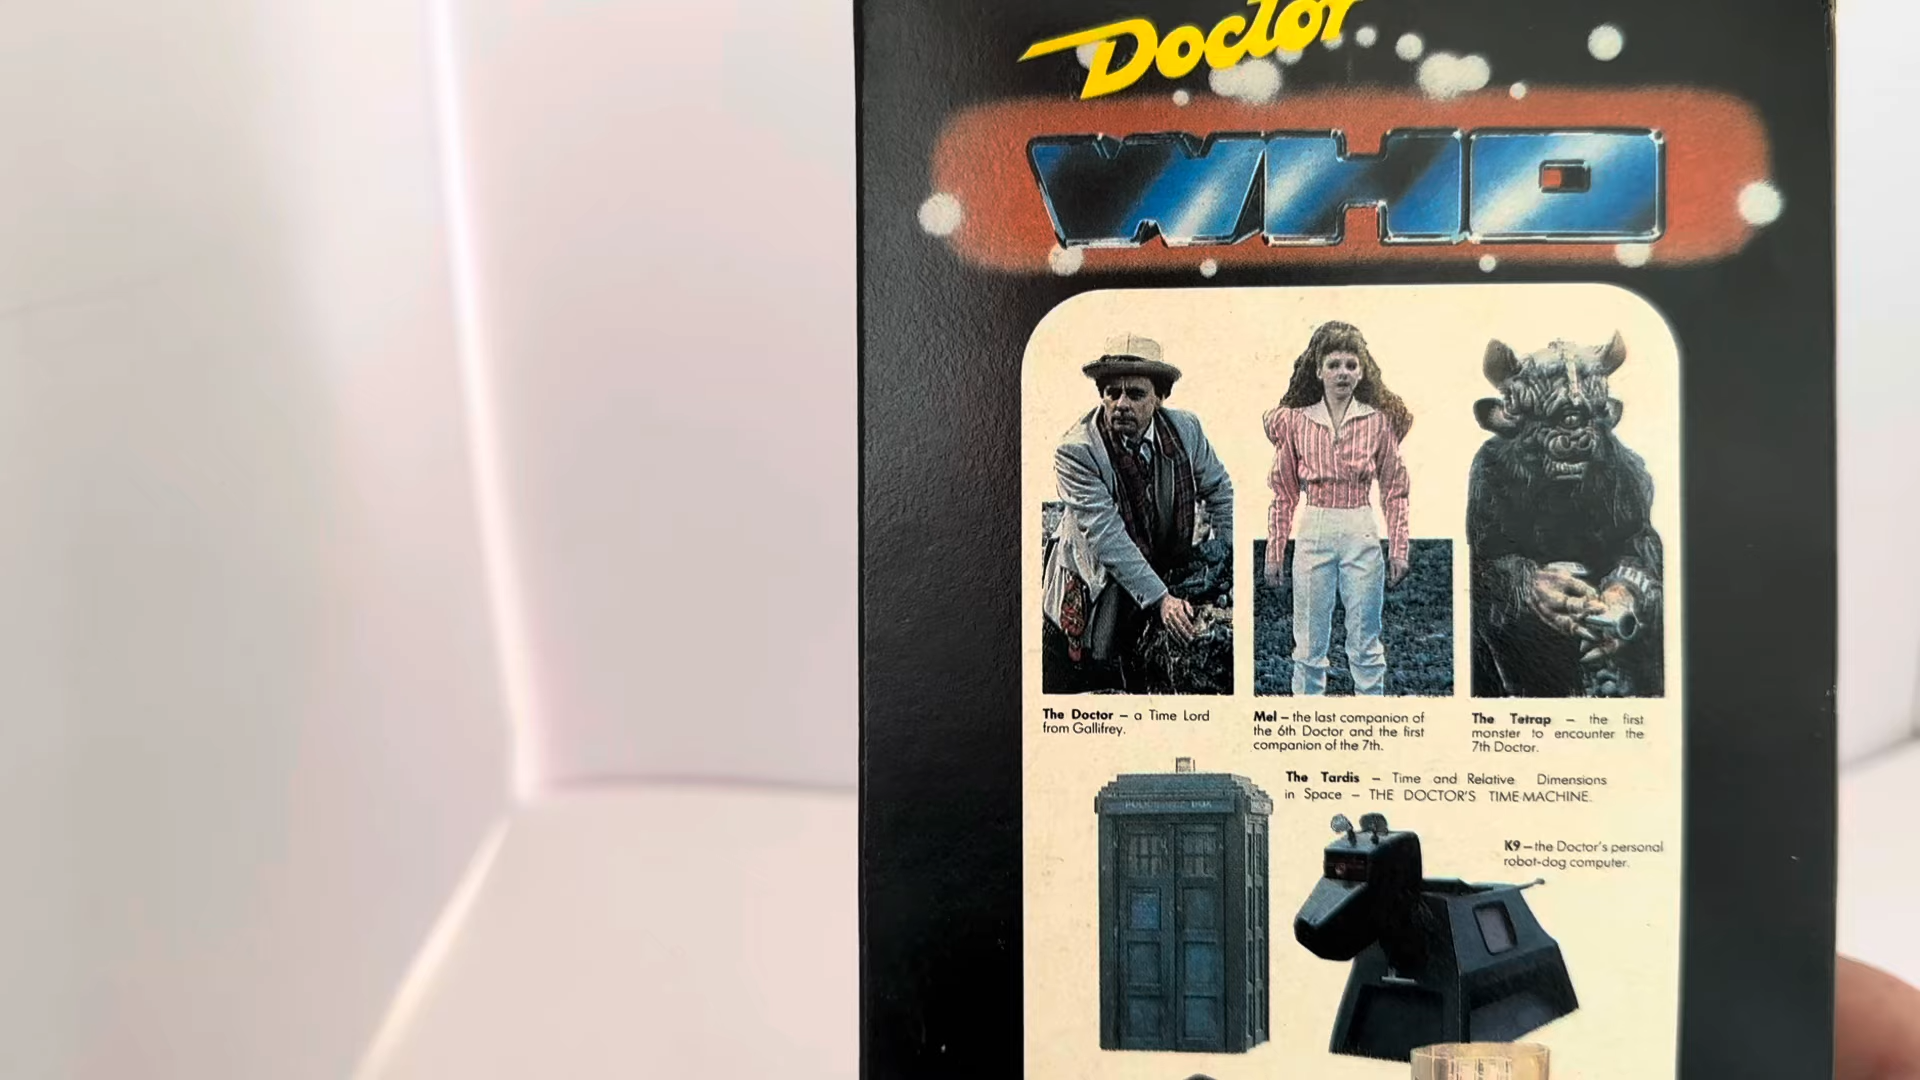 Doctor
WHO
The Doctor – a Time Lord
from Gallifrey.
Mel – the last companion of
the 6th Doctor and the first
companion of the 7th.
The Tetrap – the first
monster to encounter the
7th Doctor.
The Tardis – Time and Relative Dimensions
in Space – THE DOCTOR'S TIME MACHINE.
K9 – the Doctor's personal
robot-dog computer.